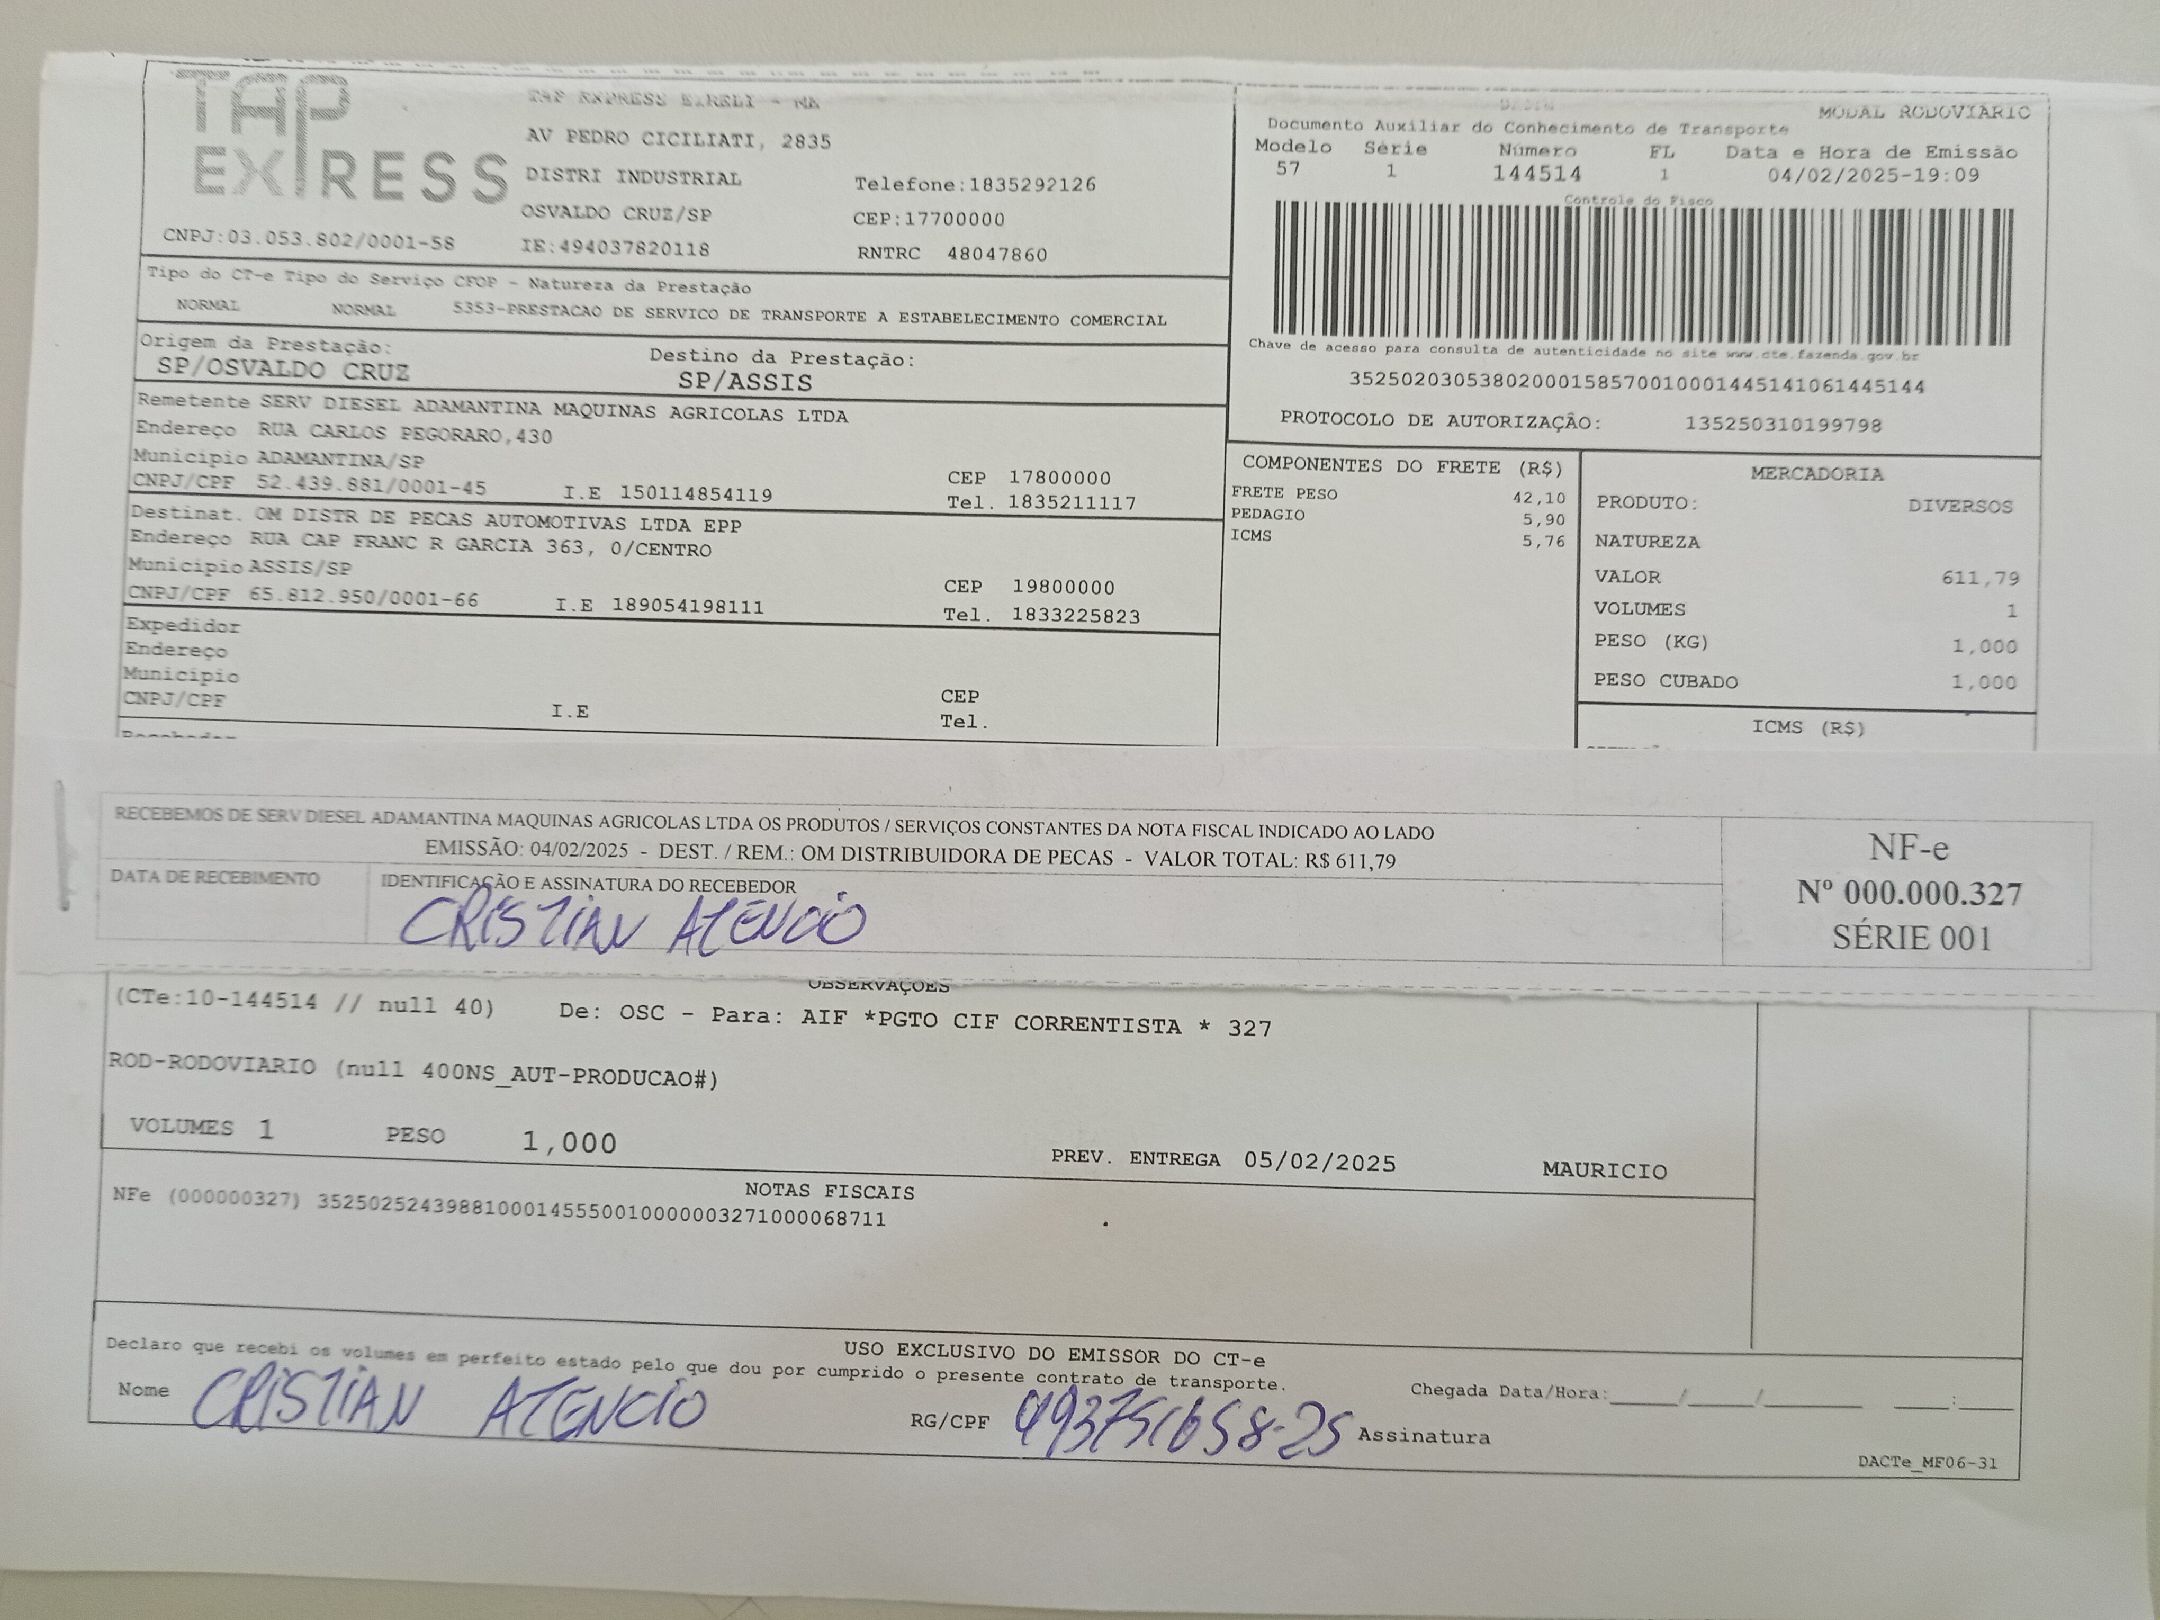 TAP EXPRESS
TAP EXPRESS EIRELI - MA
AV PEDRO CICILIATI, 2835
DISTRI INDUSTRIAL Telefone:1835292126
OSVALDO CRUZ/SP CEP:17700000
CNPJ:03.053.802/0001-58 IE:494037820118 RNTRC 48047860
Tipo do CT-e Tipo do Serviço CFOP - Natureza da Prestação
NORMAL NORMAL 5353-PRESTACAO DE SERVICO DE TRANSPORTE A ESTABELECIMENTO COMERCIAL
Origem da Prestação: Destino da Prestação:
SP/OSVALDO CRUZ SP/ASSIS
Remetente SERV DIESEL ADAMANTINA MAQUINAS AGRICOLAS LTDA
Endereço RUA CARLOS PEGORARO,430
Municipio ADAMANTINA/SP CEP 17800000
CNPJ/CPF 52.439.881/0001-45 I.E 150114854119 Tel. 1835211117
Destinat. OM DISTR DE PECAS AUTOMOTIVAS LTDA EPP
Endereço RUA CAP FRANC R GARCIA 363, 0/CENTRO
Municipio ASSIS/SP CEP 19800000
CNPJ/CPF 65.812.950/0001-66 I.E 189054198111 Tel. 1833225823
Expedidor
Endereço
Municipio CEP
CNPJ/CPF I.E Tel.
MODAL RODOVIARIO
Documento Auxiliar do Conhecimento de Transporte
Modelo Série Número FL Data e Hora de Emissão
57 1 144514 1 04/02/2025-19:09
Controle do Fisco
Chave de acesso para consulta de autenticidade no site www.cte.fazenda.gov.br
35250203053802000158570010001445141061445144
PROTOCOLO DE AUTORIZAÇÃO: 135250310199798
COMPONENTES DO FRETE (R$)
FRETE PESO 42,10
PEDAGIO 5,90
ICMS 5,76
MERCADORIA
PRODUTO: DIVERSOS
NATUREZA
VALOR 611,79
VOLUMES 1
PESO (KG) 1,000
PESO CUBADO 1,000
ICMS (R$)
RECEBEMOS DE SERV DIESEL ADAMANTINA MAQUINAS AGRICOLAS LTDA OS PRODUTOS / SERVIÇOS CONSTANTES DA NOTA FISCAL INDICADO AO LADO
EMISSÃO: 04/02/2025 - DEST. / REM.: OM DISTRIBUIDORA DE PECAS - VALOR TOTAL: R$ 611,79
DATA DE RECEBIMENTO IDENTIFICAÇÃO E ASSINATURA DO RECEBEDOR
CRISTIAN ATENCIO
NF-e
Nº 000.000.327
SÉRIE 001
OBSERVAÇOES
(CTe:10-144514 // null 40) De: OSC - Para: AIF *PGTO CIF CORRENTISTA * 327
ROD-RODOVIARIO (null 400NS_AUT-PRODUCAO#)
VOLUMES 1 PESO 1,000 PREV. ENTREGA 05/02/2025 MAURICIO
NOTAS FISCAIS
NFe (000000327) 35250252439881000145550010000003271000068711
USO EXCLUSIVO DO EMISSOR DO CT-e
Declaro que recebi os volumes em perfeito estado pelo que dou por cumprido o presente contrato de transporte.
Nome CRISTIAN ATENCIO RG/CPF Assinatura
Chegada Data/Hora:____/____/______ ____:____
DACTe_MF06-31